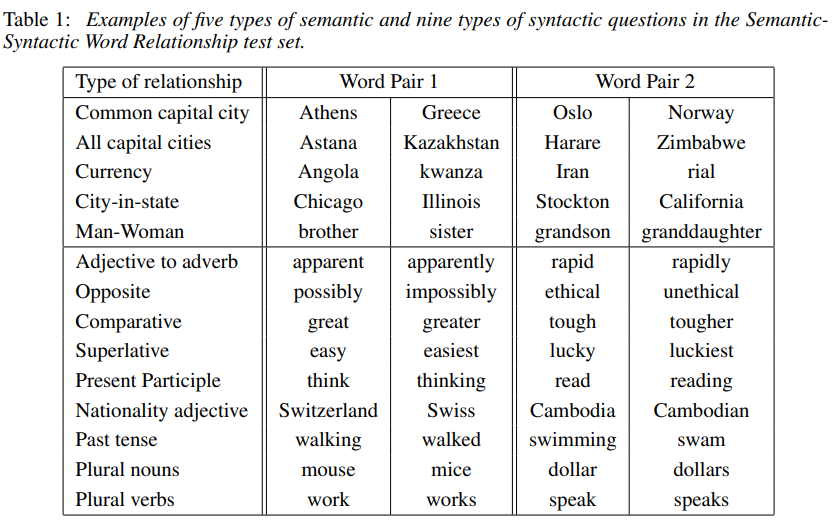 Table 1: Examples of five types of semantic and nine types of syntactic questions in the Semantic-
Syntactic Word Relationship test set.
Type of relationship Word Pair 1 Word Pair 2
Common capital city Athens Greece Oslo Norway
All capital cities Astana Kazakhstan Harare Zimbabwe
Currency Angola kwanza Iran rial
City-in-state Chicago Illinois Stockton California
Man-Woman brother sister grandson granddaughter
Adjective to adverb apparent apparently rapid rapidly
Opposite possibly impossibly ethical unethical
Comparative great greater tough tougher
Superlative easy easiest lucky luckiest
Present Participle think thinking read reading
Nationality adjective Switzerland Swiss Cambodia Cambodian
Past tense walking walked swimming swam
Plural nouns mouse mice dollar dollars
Plural verbs work works speak speaks